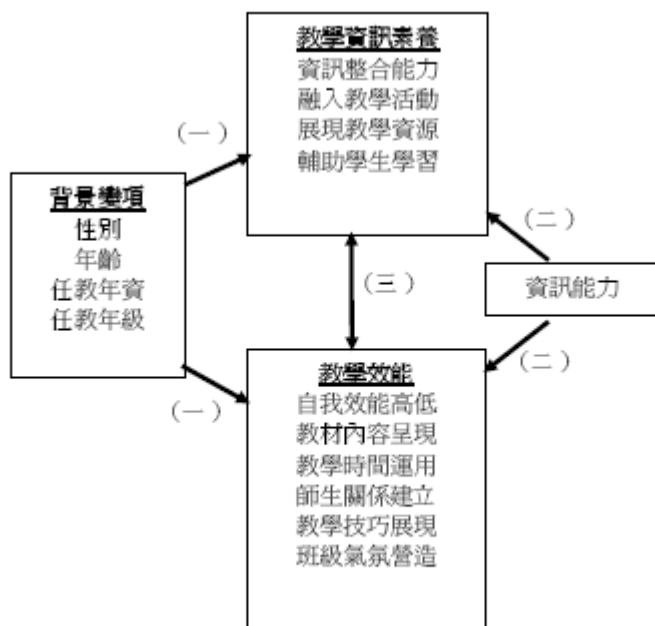 教學資訊素養
資訊整合能力
融入教學活動
展現教學資源
輔助學生學習
(一)
背景變項
性別
年齡
任教年資
任教年級
(二)
資訊能力
(三)
(一)
(二)
教學效能
自我效能高低
教材內容呈現
教學時間運用
師生關係建立
教學技巧展現
班級氣氛營造